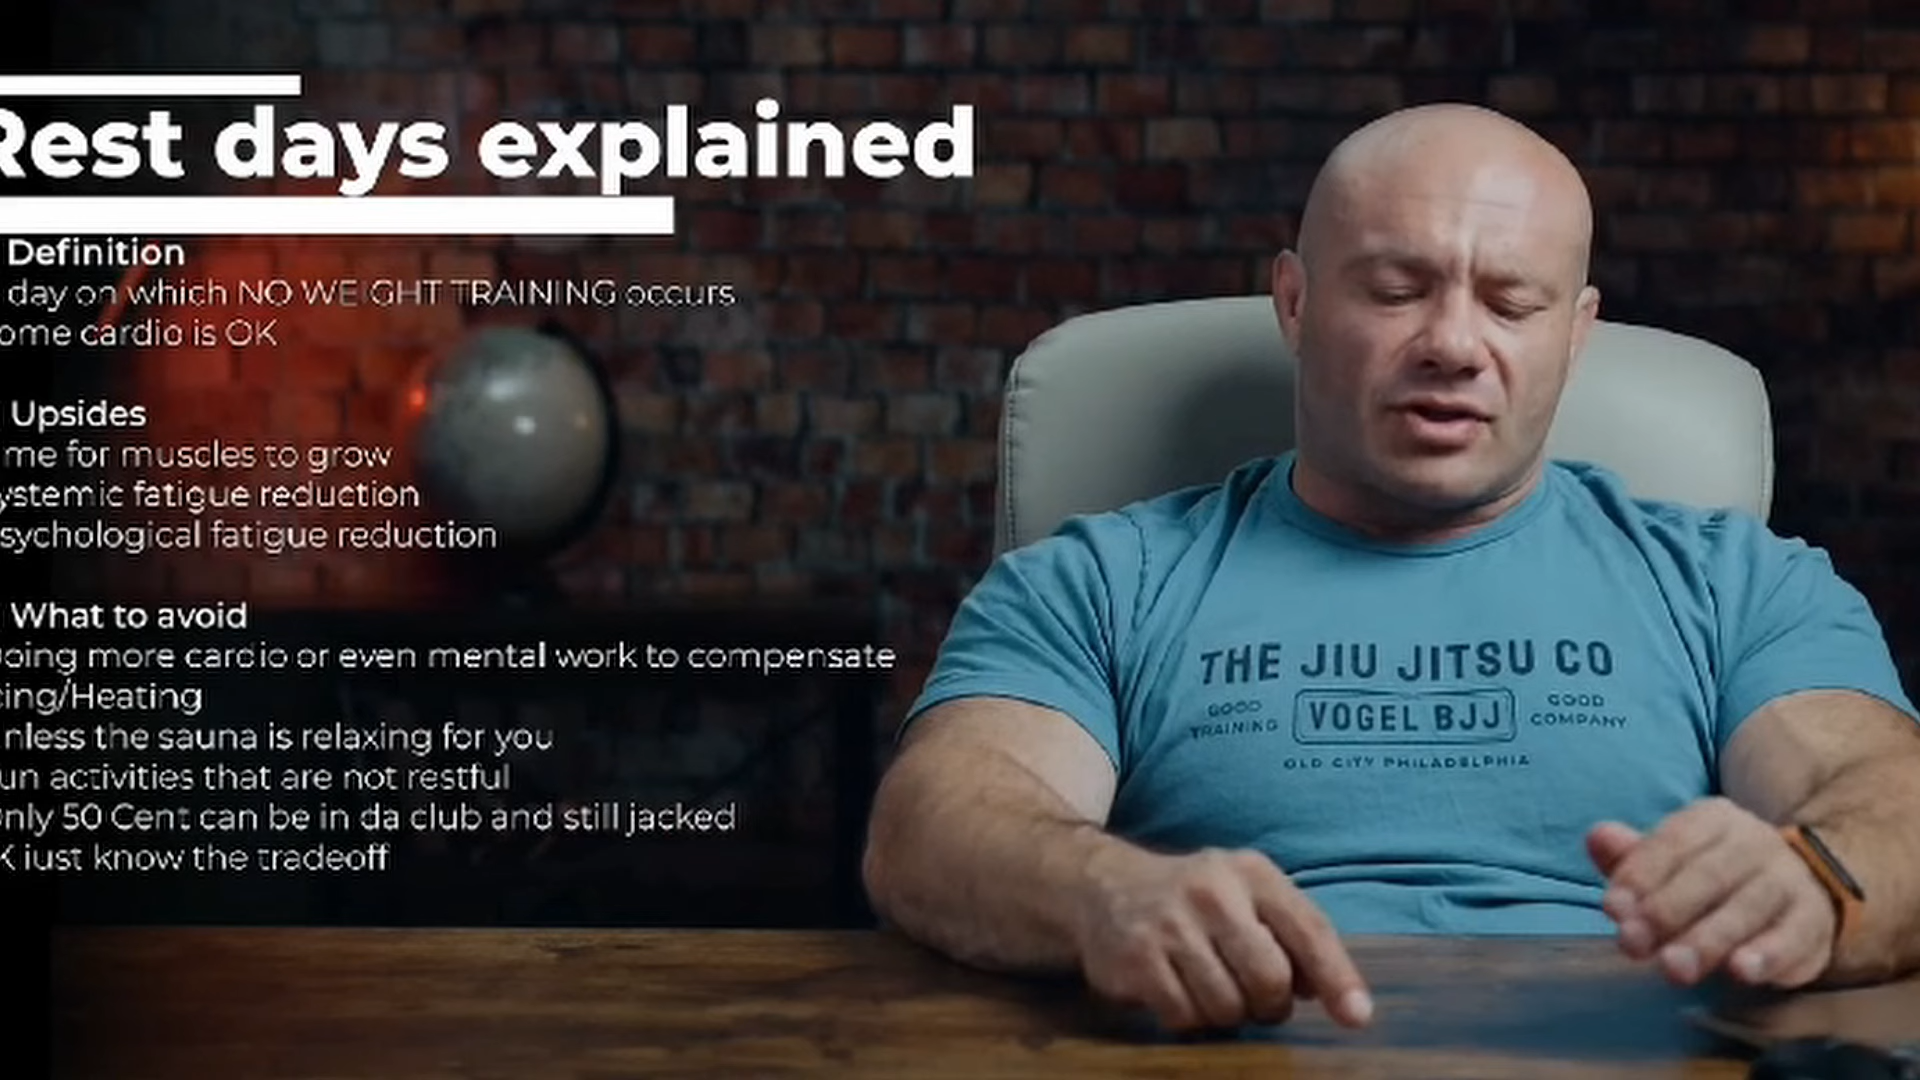 Rest days explained
Definition
day on which NO WEIGHT TRAINING occurs
ome cardio is OK
Upsides
me for muscles to grow
ystemic fatigue reduction
sychological fatigue reduction
What to avoid
oing more cardio or even mental work to compensate
cing/Heating
nless the sauna is relaxing for you
un activities that are not restful
Only 50 Cent can be in da club and still jacked
K just know the tradeoff
THE JIU JITSU CO
GOOD TRAINING
VOGEL BJJ
GOOD COMPANY
OLD CITY PHILADELPHIA